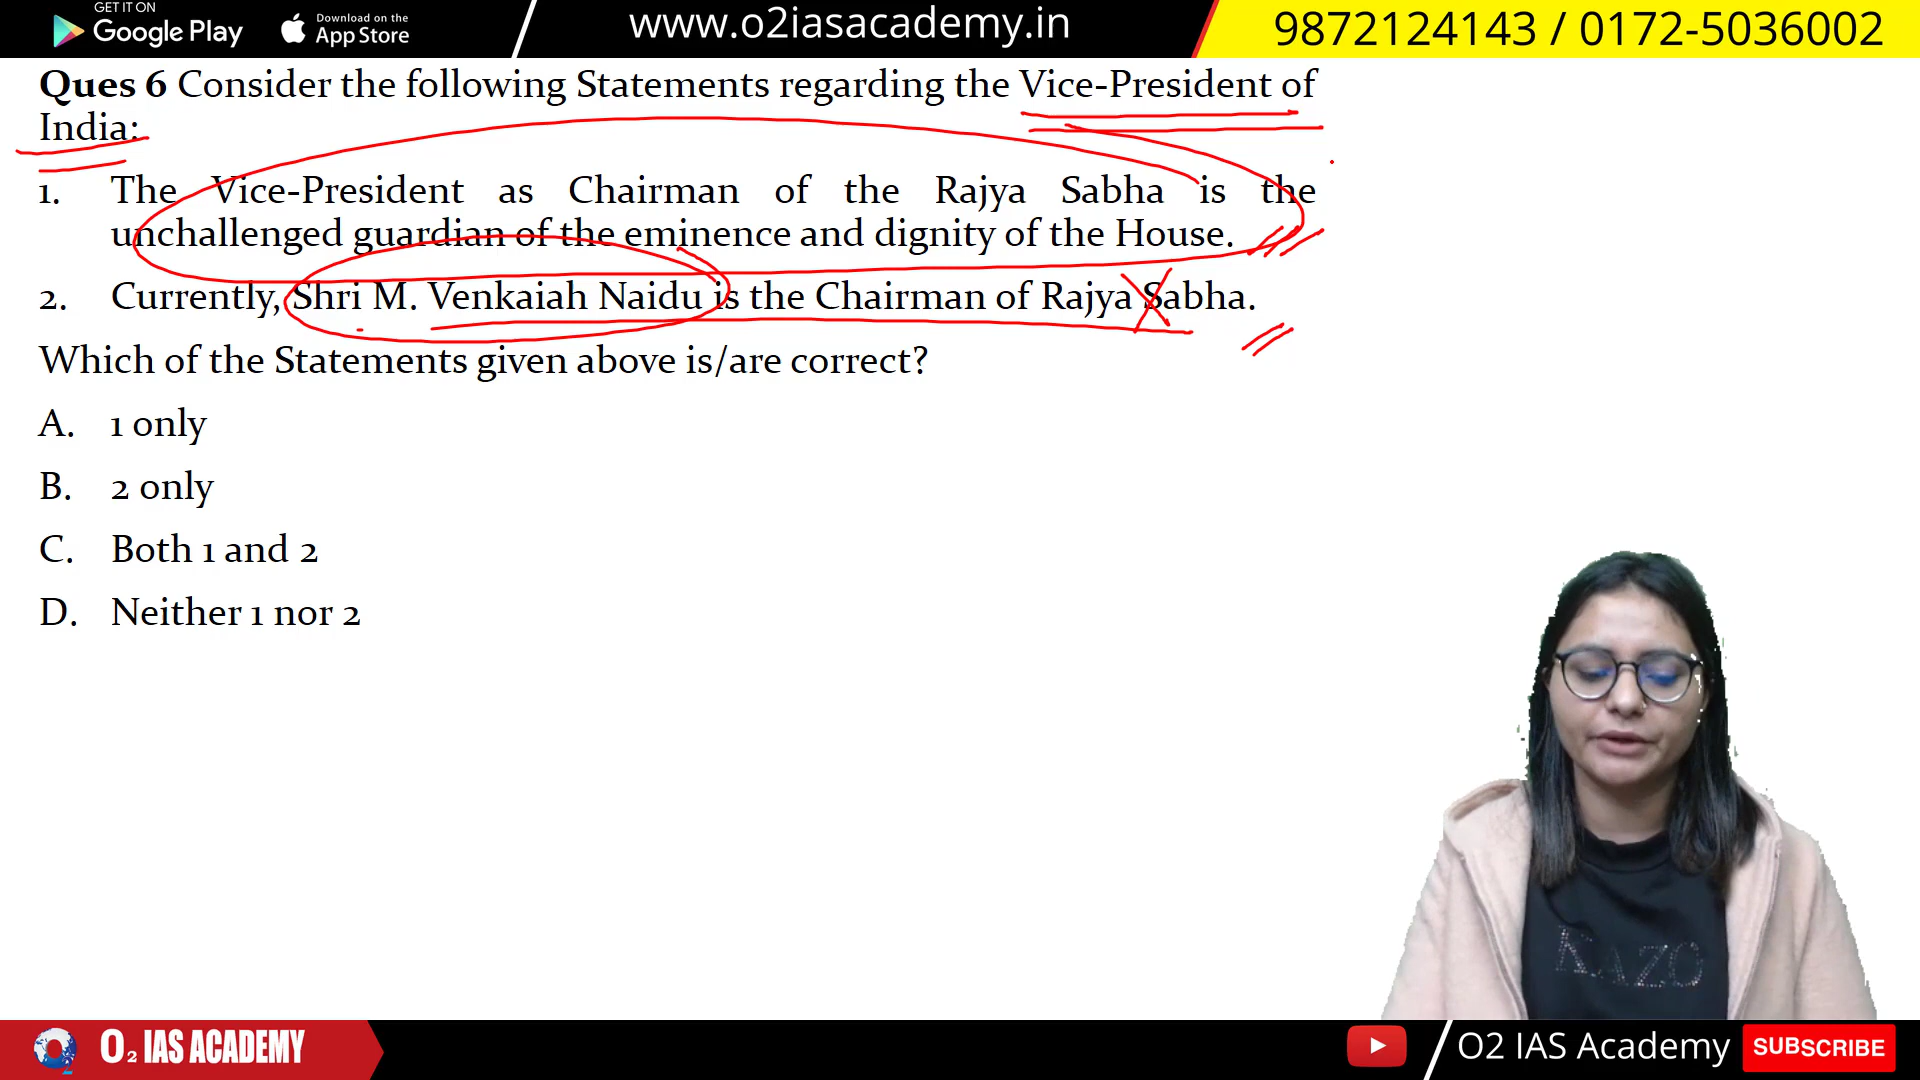 GET IT ON
Google Play
Download on the
App Store
www.o2iasacademy.in
9872124143 / 0172-5036002
Ques 6 Consider the following Statements regarding the Vice-President of
India:
1. The Vice-President as Chairman of the Rajya Sabha is the
unchallenged guardian of the eminence and dignity of the House.
2. Currently, Shri M. Venkaiah Naidu is the Chairman of Rajya Sabha.
Which of the Statements given above is/are correct?
A. 1 only
B. 2 only
C. Both 1 and 2
D. Neither 1 nor 2
KAZO
O2 IAS ACADEMY
O2 IAS Academy
SUBSCRIBE